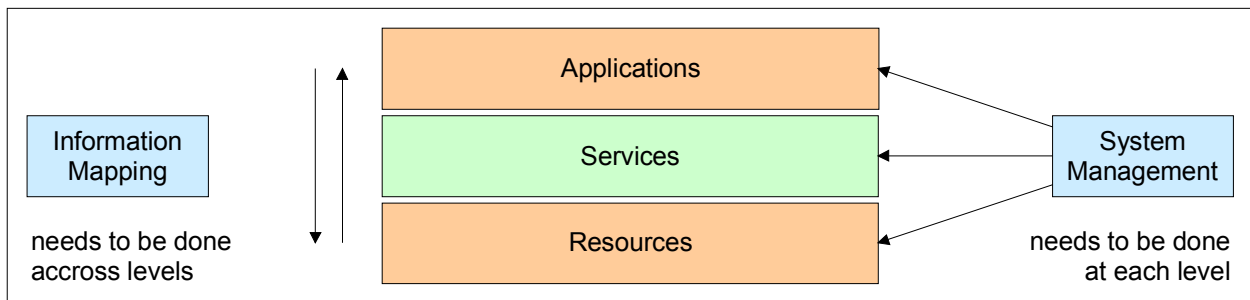 Applications
Information
Mapping
Services
System
Management
Resources
needs to be done
accross levels
needs to be done
at each level